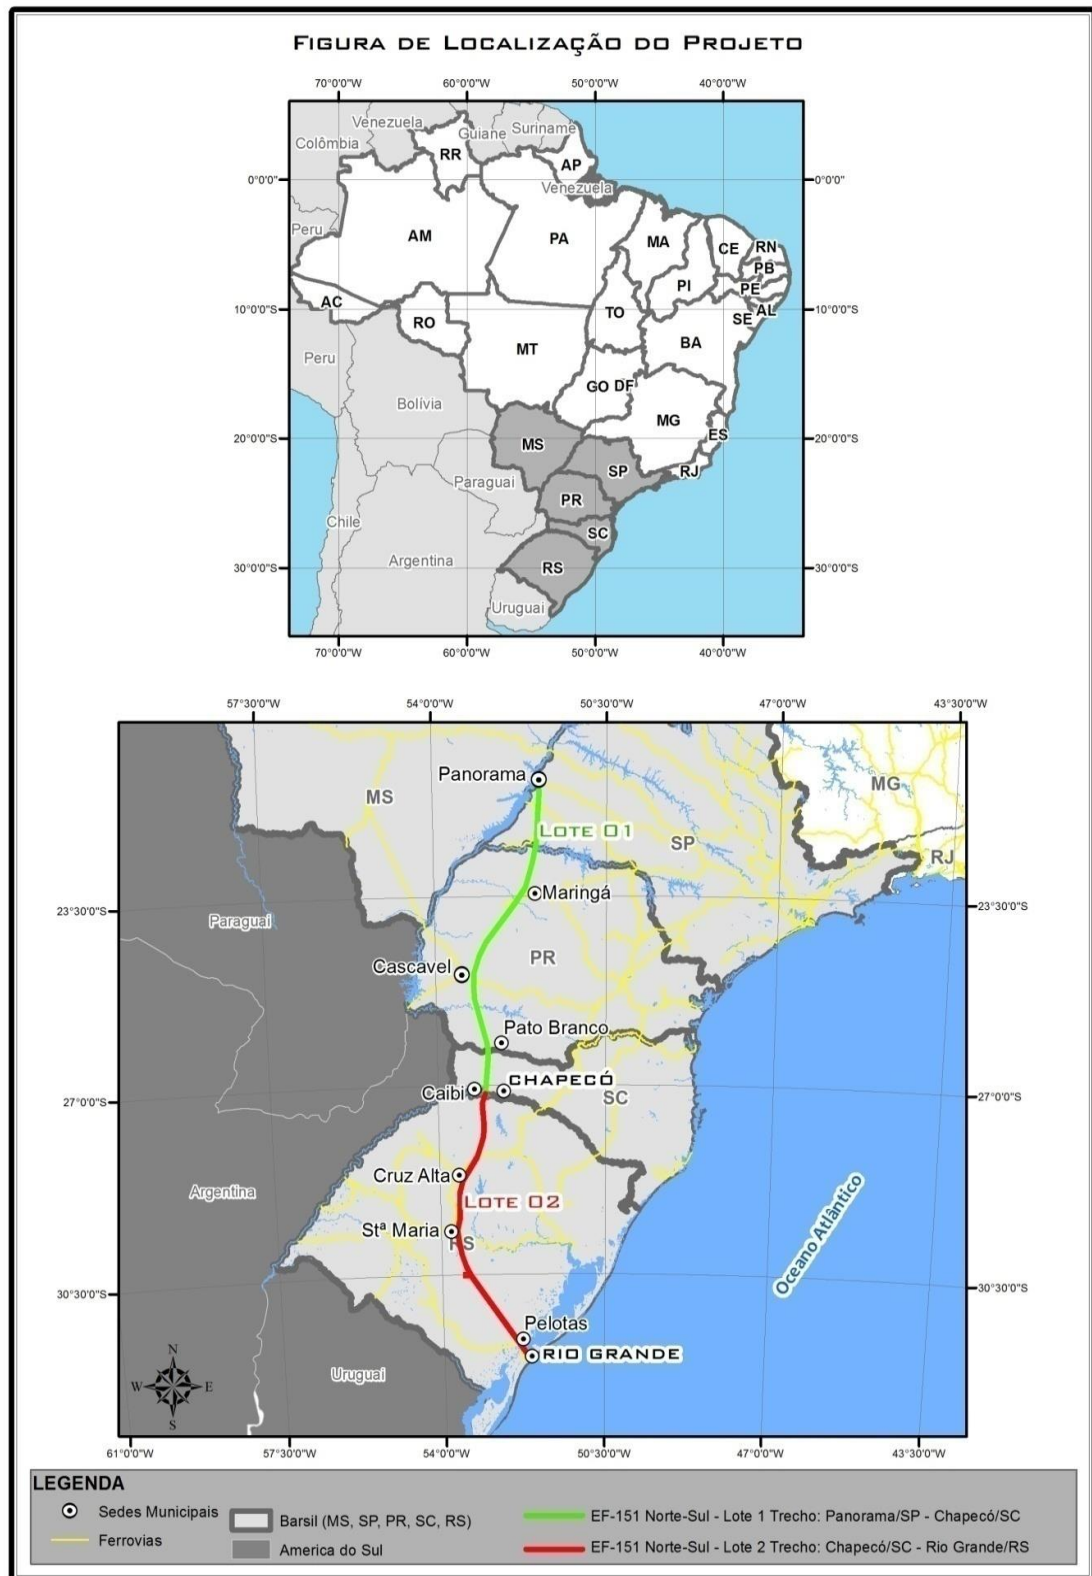 FIGURA DE LOCALIZAÇÃO DO PROJETO
70°0'0"W 60°0'0"W 50°0'0"W 40°0'0"W
Venezuela
Colômbia
Guiane
Suriname
RR
AP
0°0'0"
Venezuela
0°0'0"
Peru
AM
PA
MA
CE
RN
PB
PI
PE
AC
10°0'0"S
TO
AL
10°0'0"S
RO
SE
MT
BA
Peru
GO DF
Bolívia
MG
ES
20°0'0"S
MS
20°0'0"S
SP
RJ
Paraguai
PR
Chile
SC
Argentina
30°0'0"S
RS
30°0'0"S
Uruguai
70°0'0"W 60°0'0"W 50°0'0"W 40°0'0"W
57°30'0"W 54°0'0"W 50°30'0"W 47°0'0"W 43°30'0"W
Panorama
MS
MG
LOTE 01
SP
RJ
Maringá
23°30'0"S
Paraguai
23°30'0"S
PR
Cascavel
Pato Branco
CHAPECÓ
Caibi
SC
27°0'0"S
27°0'0"S
Cruz Alta
Argentina
LOTE 02
Stª Maria
RS
Oceano Atlântico
30°30'0"S
30°30'0"S
Pelotas
RIO GRANDE
N
Uruguai
W E
S
61°0'0"W 57°30'0"W 54°0'0"W 50°30'0"W 47°0'0"W 43°30'0"W
LEGENDA
Sedes Municipais
Ferrovias
Barsil (MS, SP, PR, SC, RS)
America do Sul
EF-151 Norte-Sul - Lote 1 Trecho: Panorama/SP - Chapecó/SC
EF-151 Norte-Sul - Lote 2 Trecho: Chapecó/SC - Rio Grande/RS